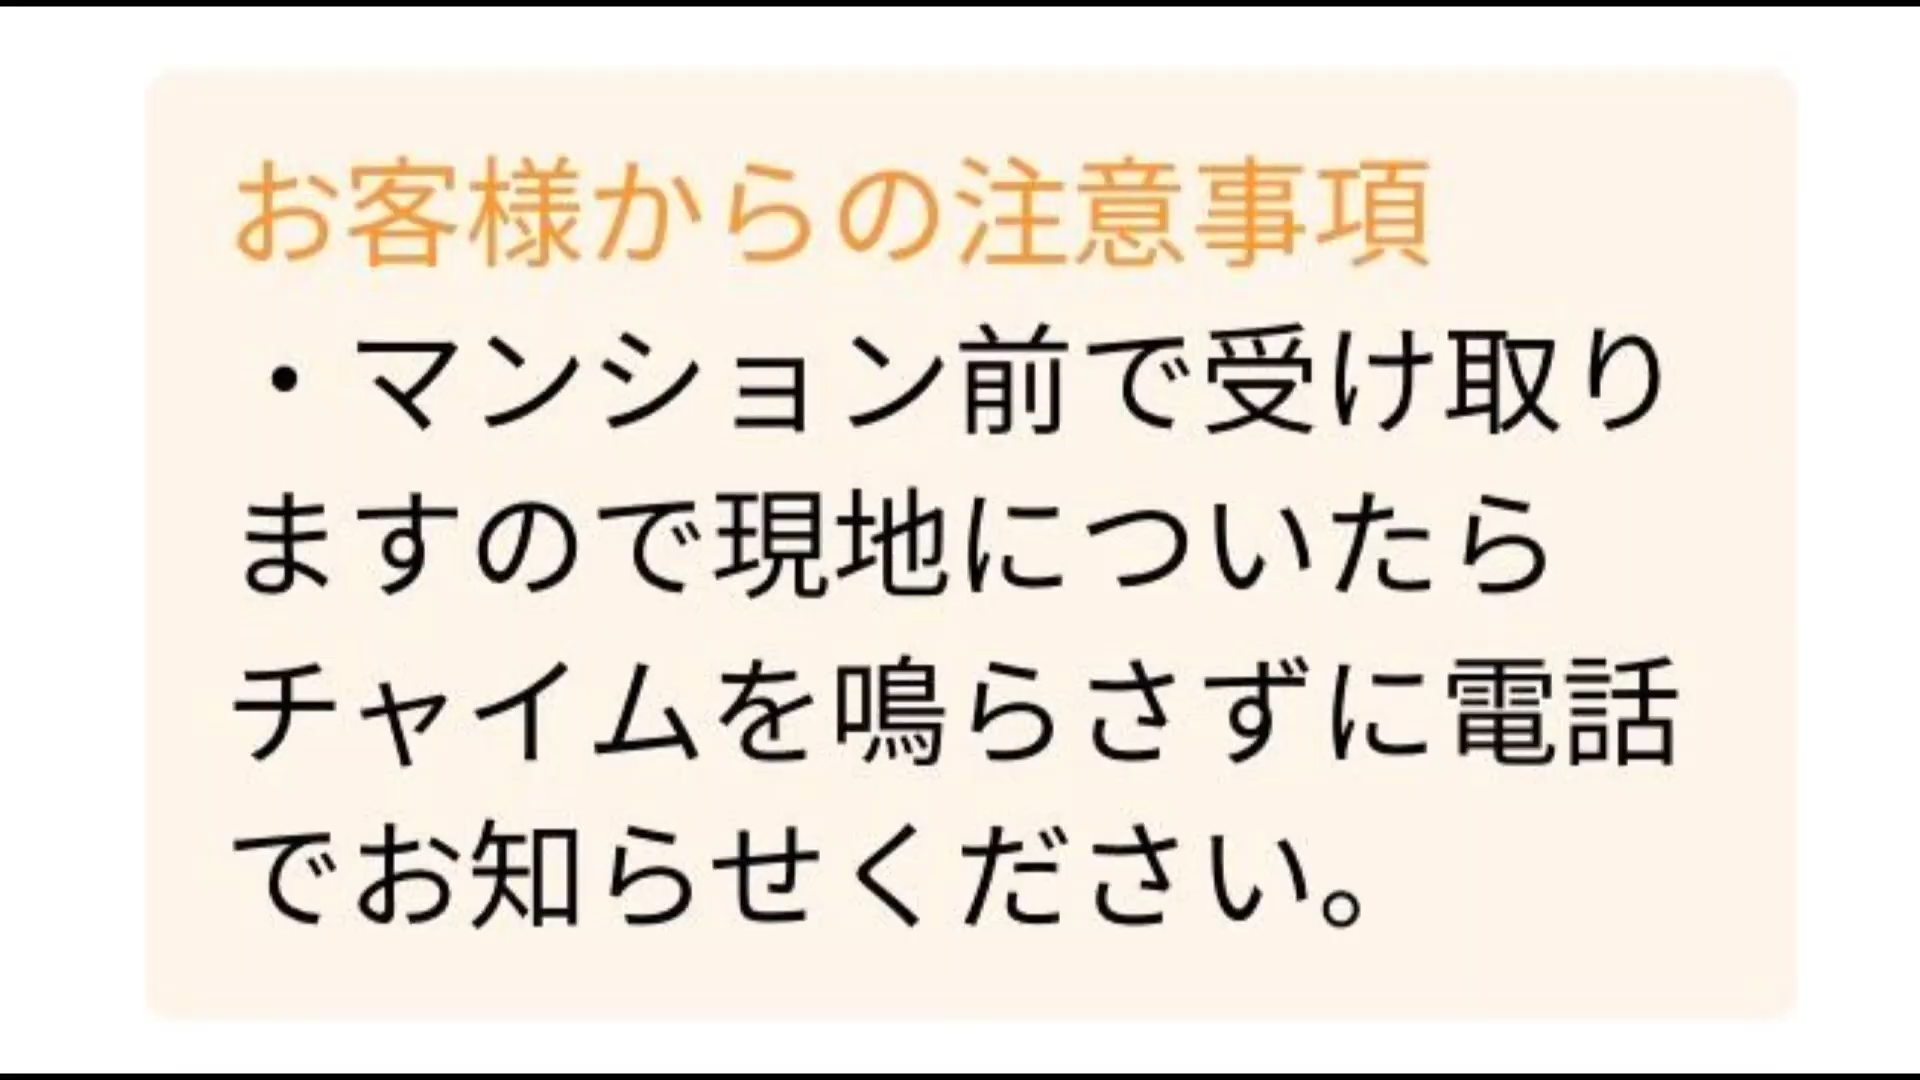 お客様からの注意事項
・マンション前で受け取り
ますので現地についたら
チャイムを鳴らさずに電話
でお知らせください。